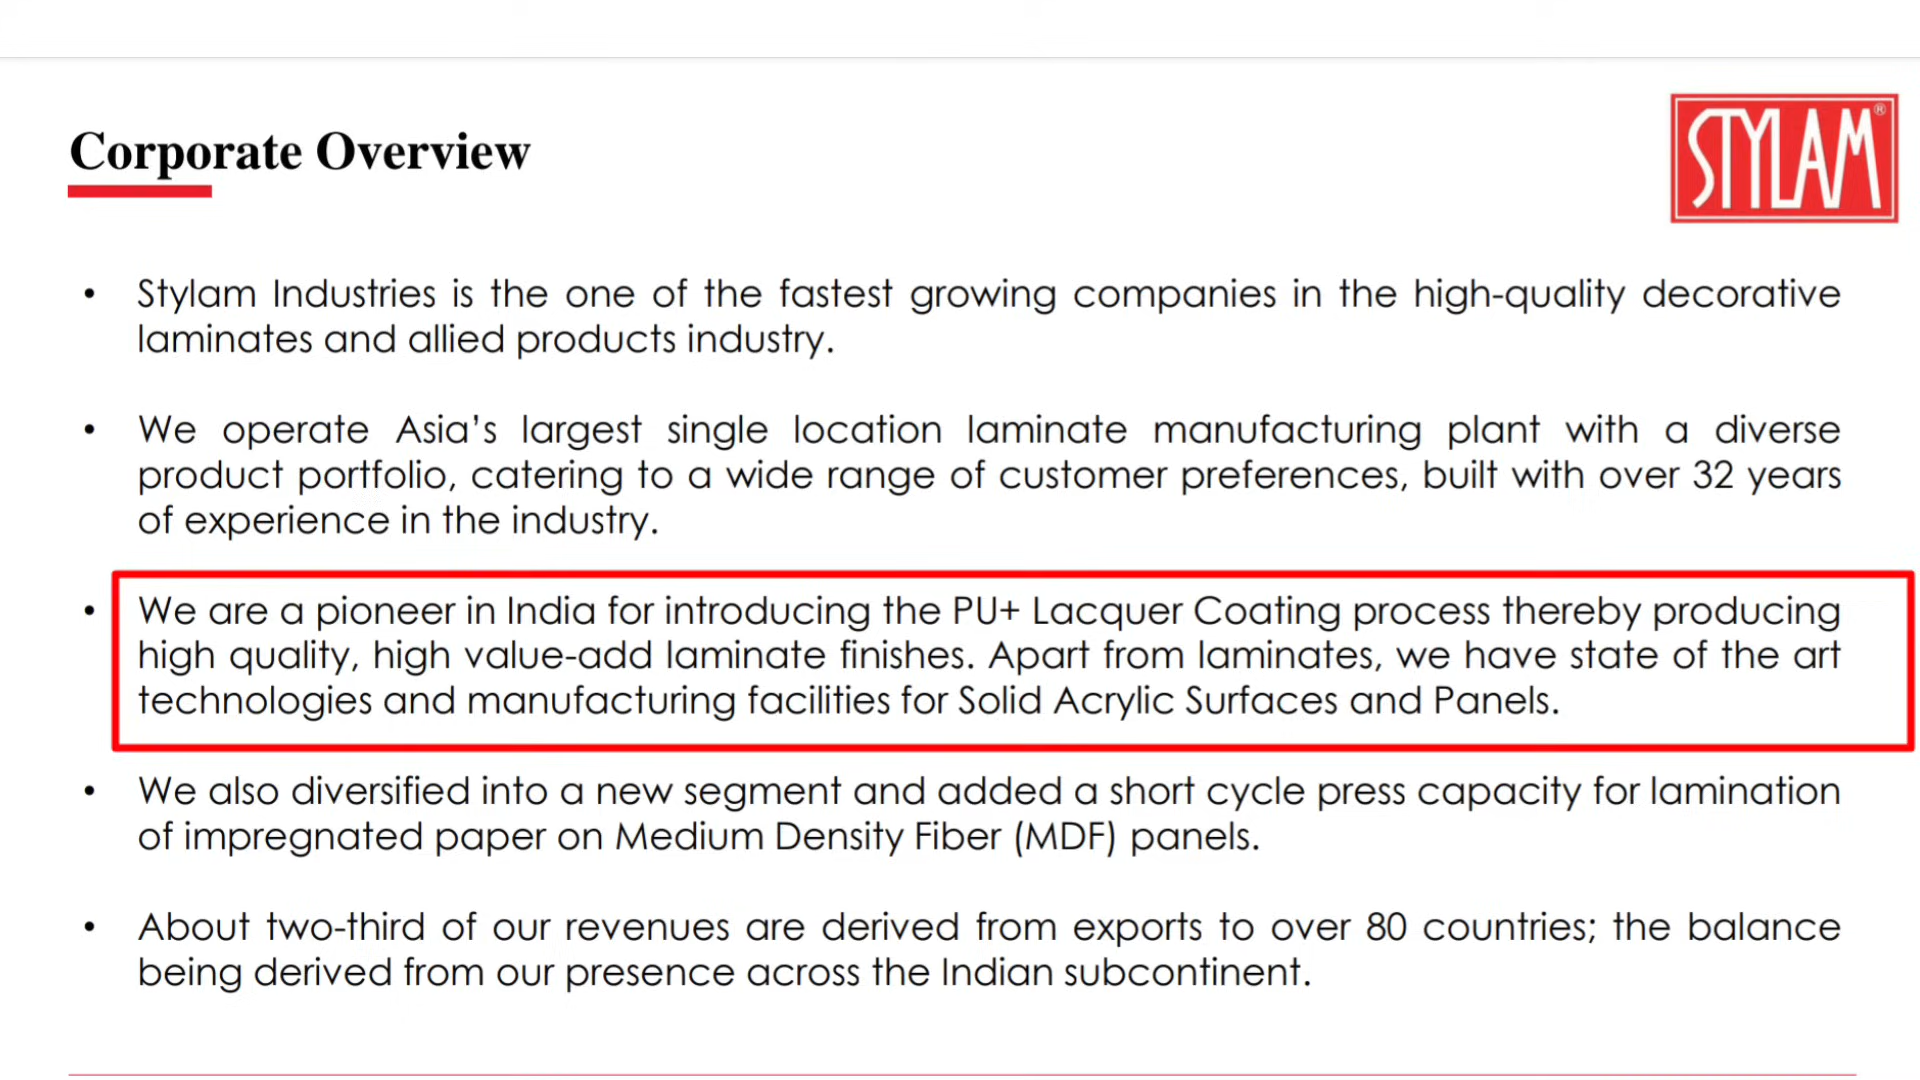 Corporate Overview
STYLAM®
• Stylam Industries is the one of the fastest growing companies in the high-quality decorative
laminates and allied products industry.
• We operate Asia’s largest single location laminate manufacturing plant with a diverse
product portfolio, catering to a wide range of customer preferences, built with over 32 years
of experience in the industry.
• We are a pioneer in India for introducing the PU+ Lacquer Coating process thereby producing
high quality, high value-add laminate finishes. Apart from laminates, we have state of the art
technologies and manufacturing facilities for Solid Acrylic Surfaces and Panels.
• We also diversified into a new segment and added a short cycle press capacity for lamination
of impregnated paper on Medium Density Fiber (MDF) panels.
• About two-third of our revenues are derived from exports to over 80 countries; the balance
being derived from our presence across the Indian subcontinent.